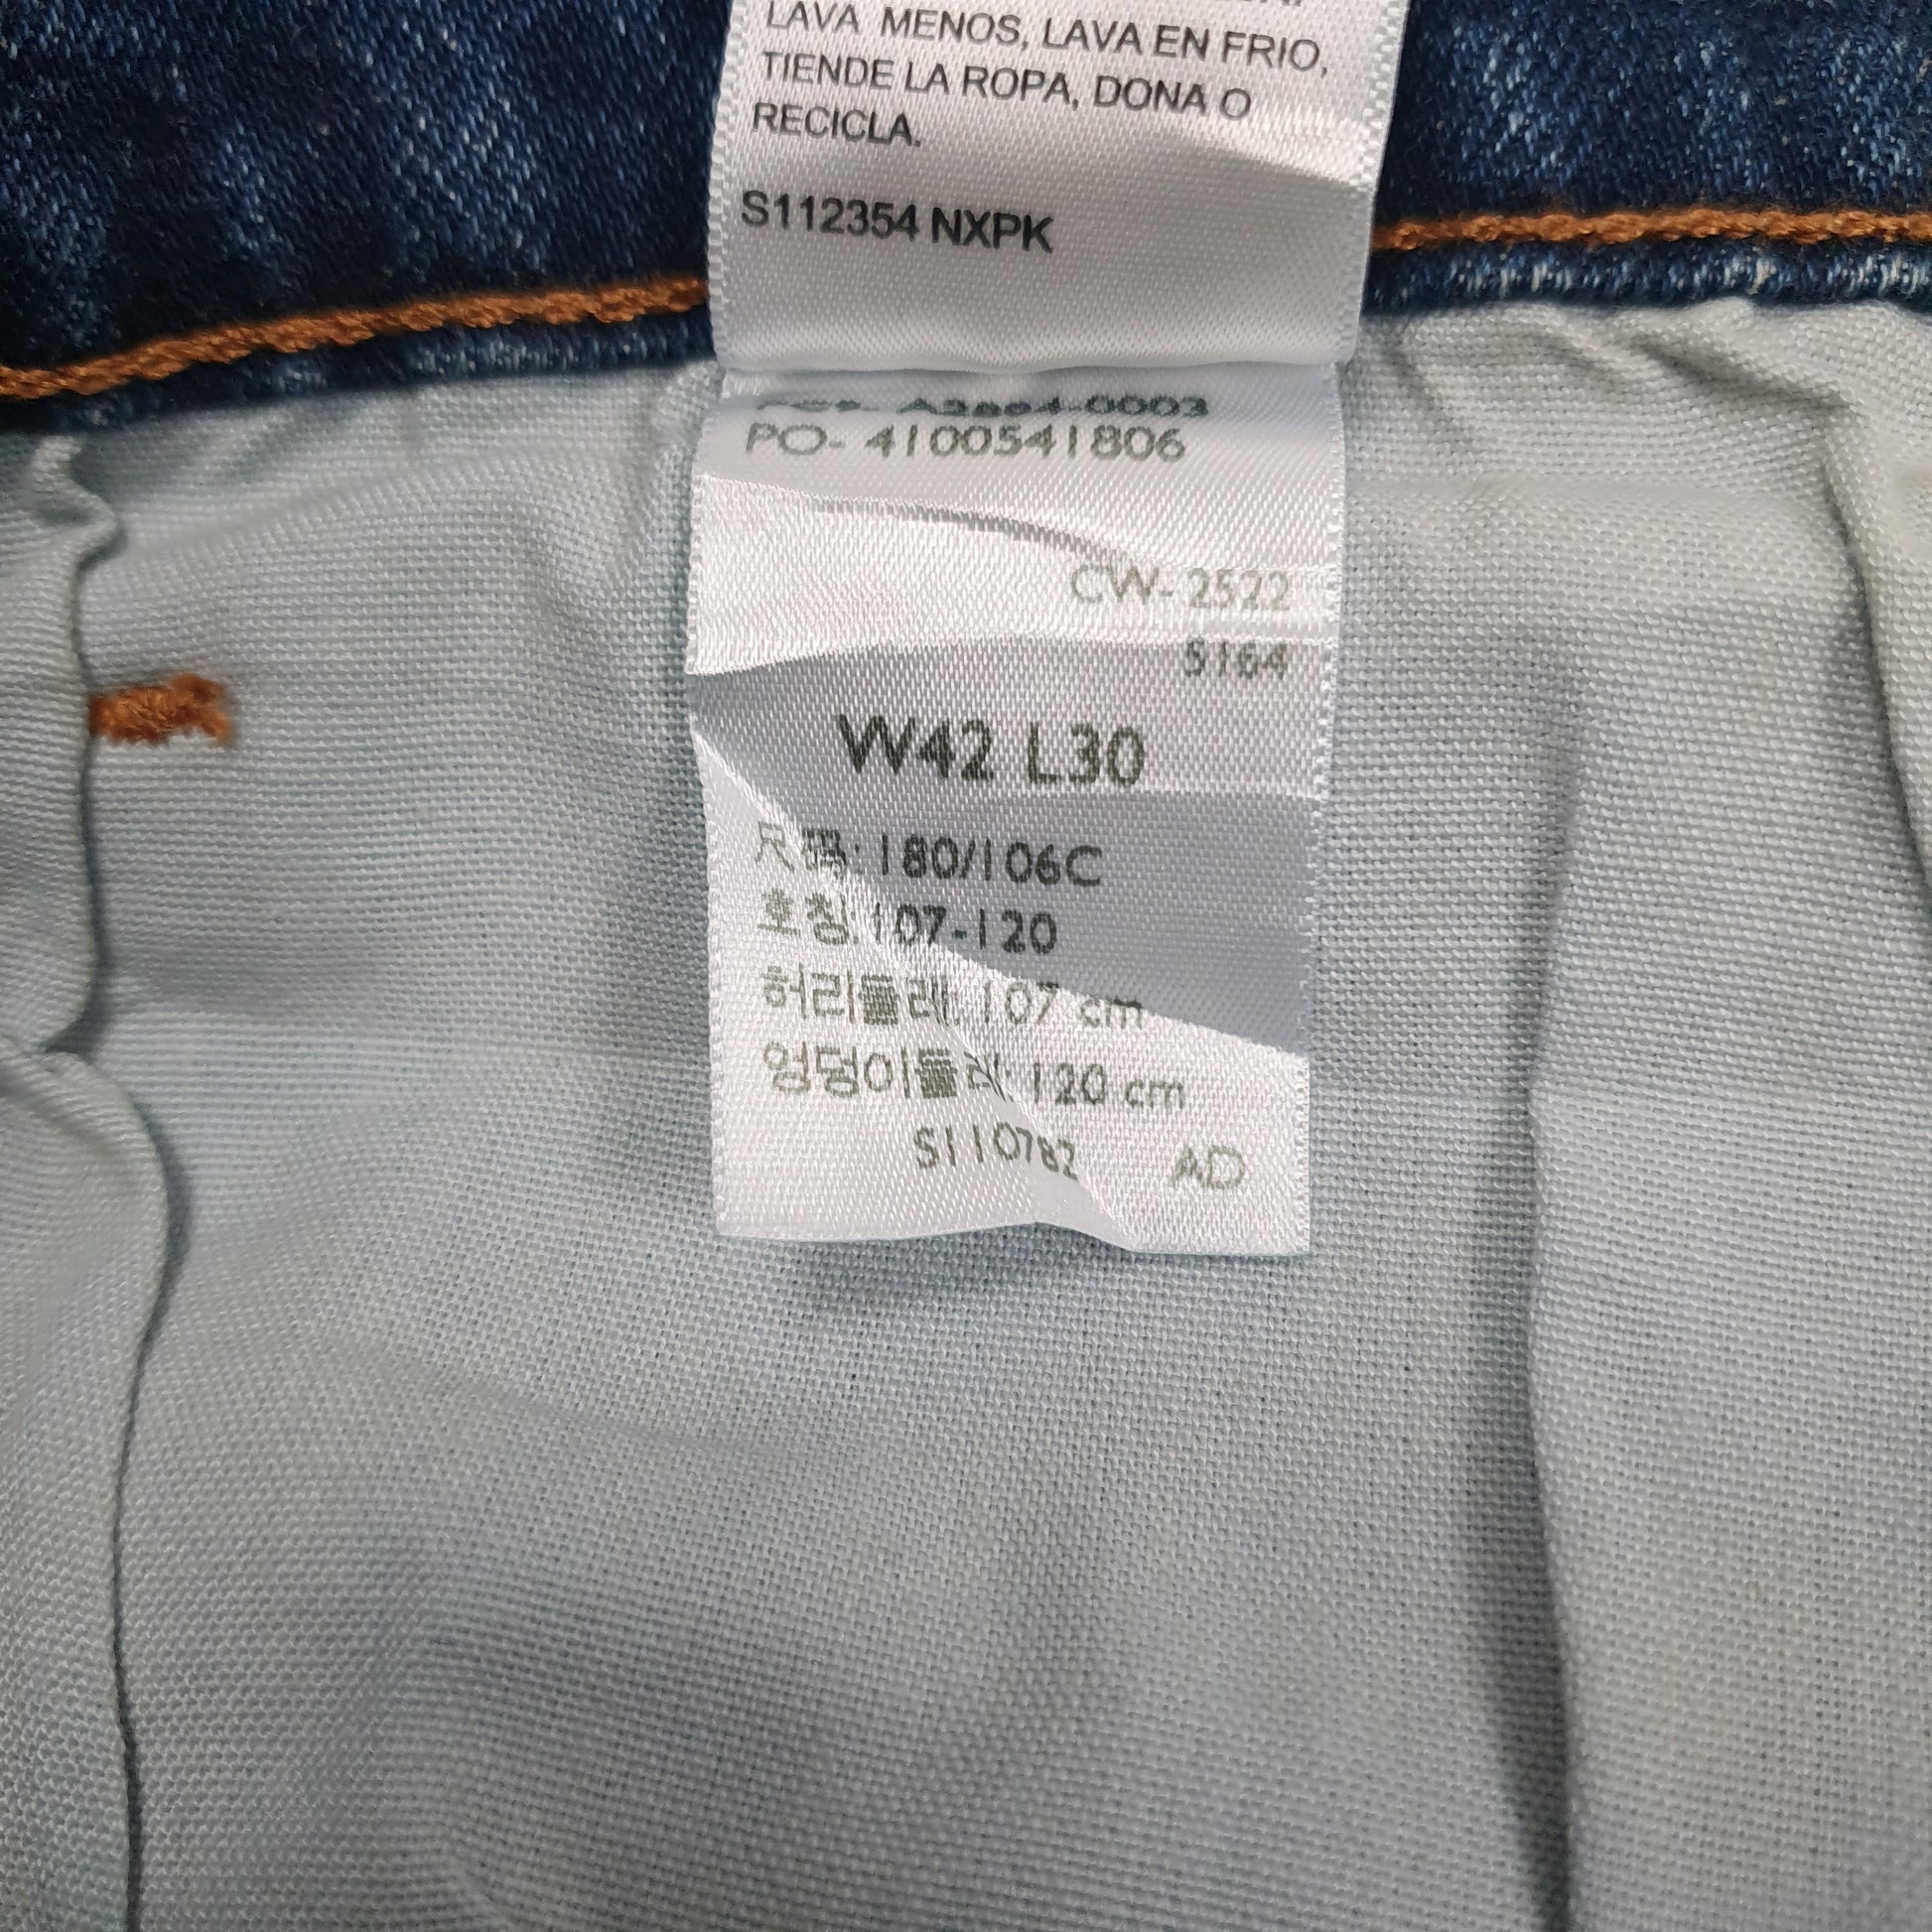 LAVA MENOS, LAVA EN FRIO,
TIENDE LA ROPA, DONA O
RECICLA.
S112354 NXPK
PO- 4100541806
CW- 2522
5164
W42 L30
尺码: 180/106C
호칭: 107-120
허리둘레: 107 cm
엉덩이둘레: 120 cm
S110782 AD